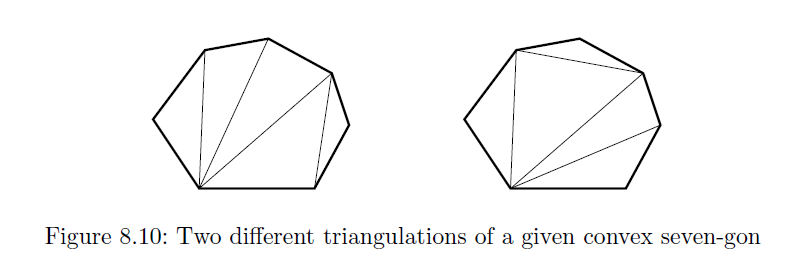 Figure 8.10: Two different triangulations of a given convex seven-gon